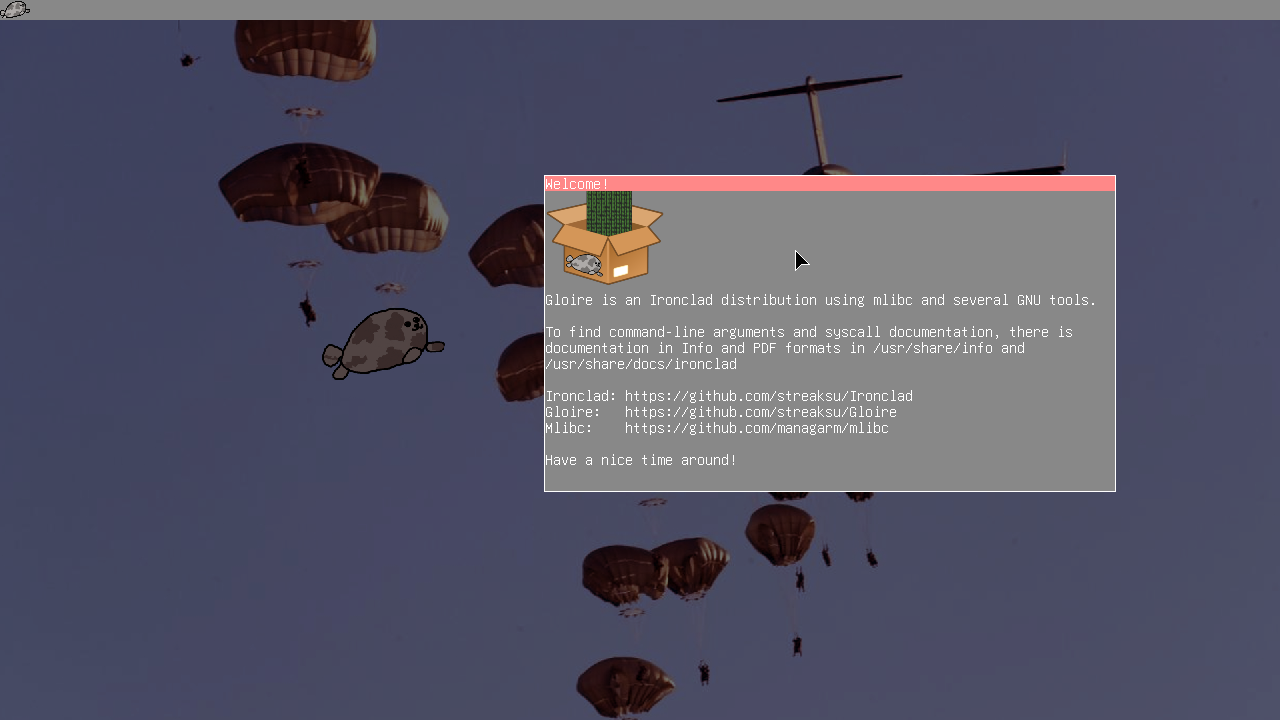 Welcome!
Gloire is an Ironclad distribution using mlibc and several GNU tools.
To find command-line arguments and syscall documentation, there is
documentation in Info and PDF formats in /usr/share/info and
/usr/share/docs/ironclad
Ironclad: https://github.com/streaksu/Ironclad
Gloire:   https://github.com/streaksu/Gloire
Mlibc:    https://github.com/managarm/mlibc
Have a nice time around!